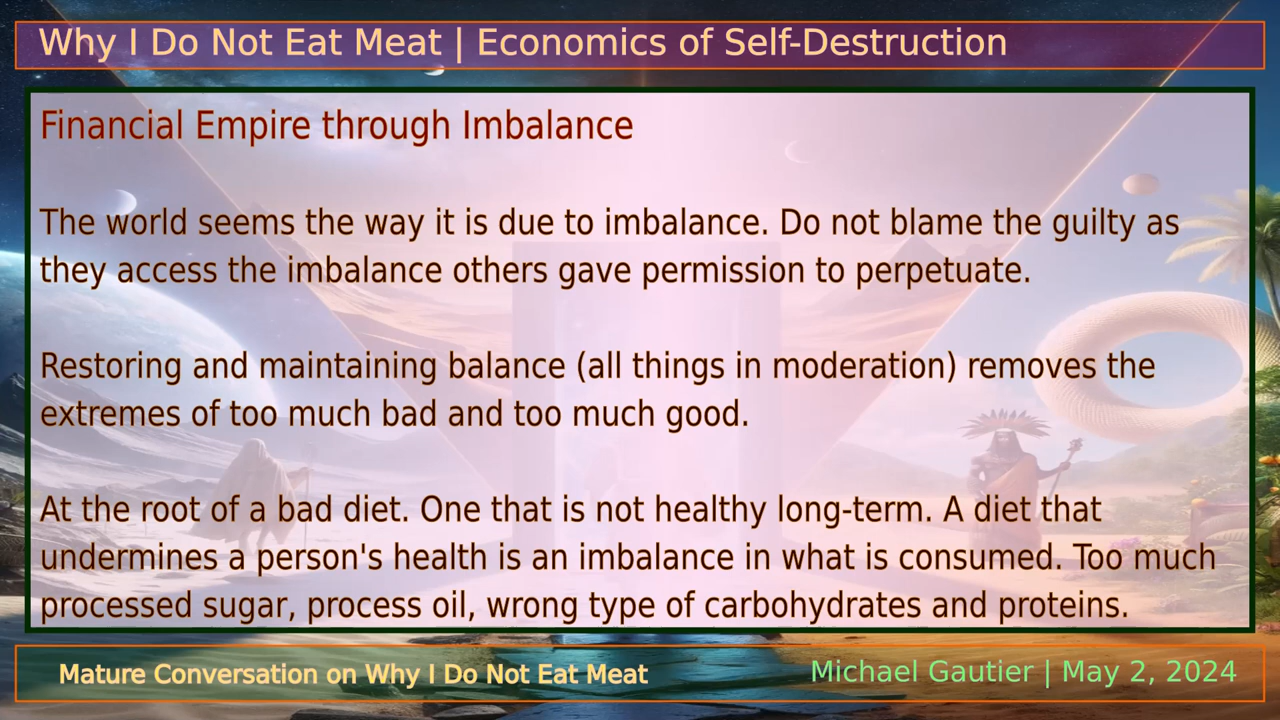 Why I Do Not Eat Meat | Economics of Self-Destruction
Financial Empire through Imbalance
The world seems the way it is due to imbalance. Do not blame the guilty as
they access the imbalance others gave permission to perpetuate.
Restoring and maintaining balance (all things in moderation) removes the
extremes of too much bad and too much good.
At the root of a bad diet. One that is not healthy long-term. A diet that
undermines a person's health is an imbalance in what is consumed. Too much
processed sugar, process oil, wrong type of carbohydrates and proteins.
Mature Conversation on Why I Do Not Eat Meat
Michael Gautier | May 2, 2024